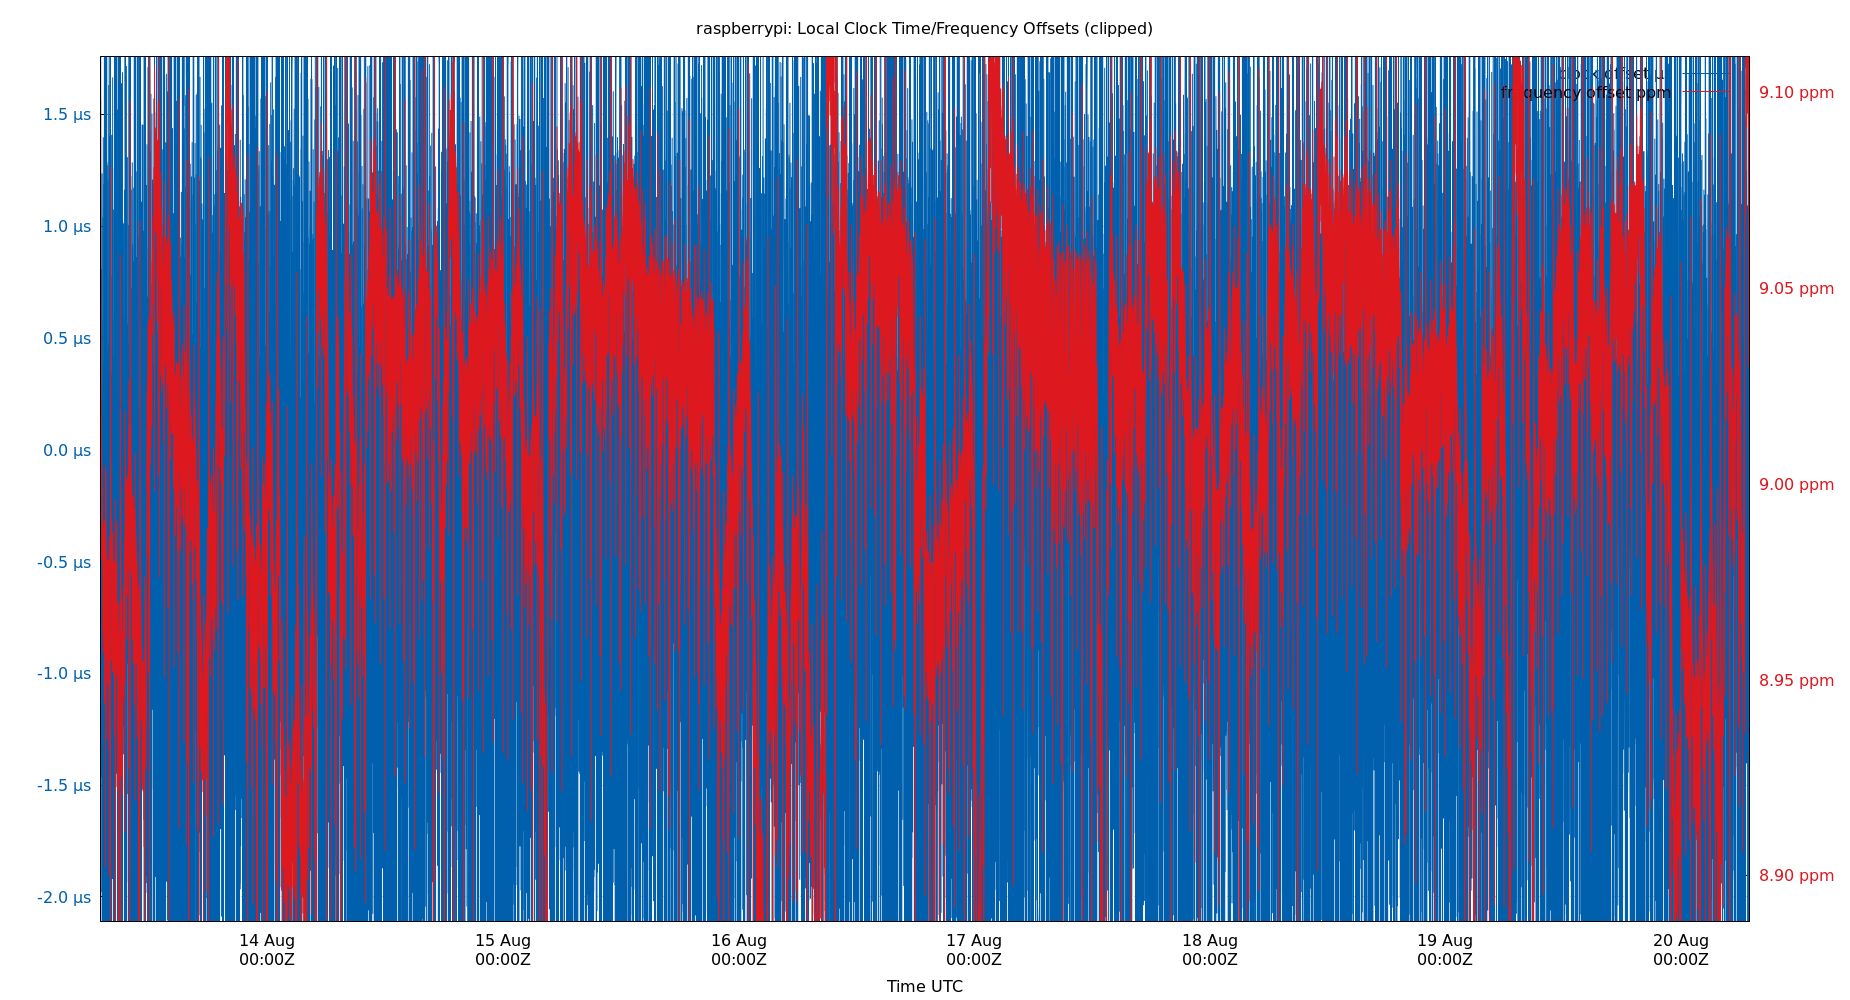 raspberrypi: Local Clock Time/Frequency Offsets (clipped)
clock offset µs
frequency offset ppm
1.5 µs
1.0 µs
0.5 µs
0.0 µs
-0.5 µs
-1.0 µs
-1.5 µs
-2.0 µs
9.10 ppm
9.05 ppm
9.00 ppm
8.95 ppm
8.90 ppm
14 Aug 15 Aug 16 Aug 17 Aug 18 Aug 19 Aug 20 Aug
00:00Z 00:00Z 00:00Z 00:00Z 00:00Z 00:00Z 00:00Z
Time UTC